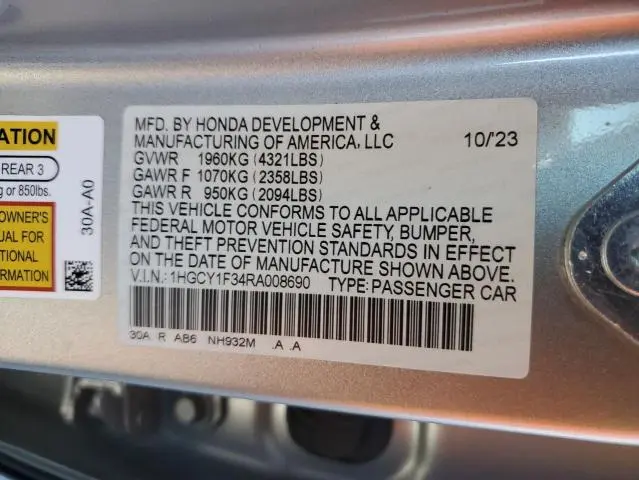 ATION
REAR 3
g or 850lbs.
OWNER'S
UAL FOR
TIONAL
MATION
30A-A0
MFD. BY HONDA DEVELOPMENT &
MANUFACTURING OF AMERICA, LLC 10/'23
GVWR 1960KG (4321LBS)
GAWR F 1070KG (2358LBS)
GAWR R 950KG (2094LBS)
THIS VEHICLE CONFORMS TO ALL APPLICABLE
FEDERAL MOTOR VEHICLE SAFETY, BUMPER,
AND THEFT PREVENTION STANDARDS IN EFFECT
ON THE DATE OF MANUFACTURE SHOWN ABOVE.
V.I.N.: 1HGCY1F34RA008690 TYPE:PASSENGER CAR
30A R AB6 NH932M .A .A